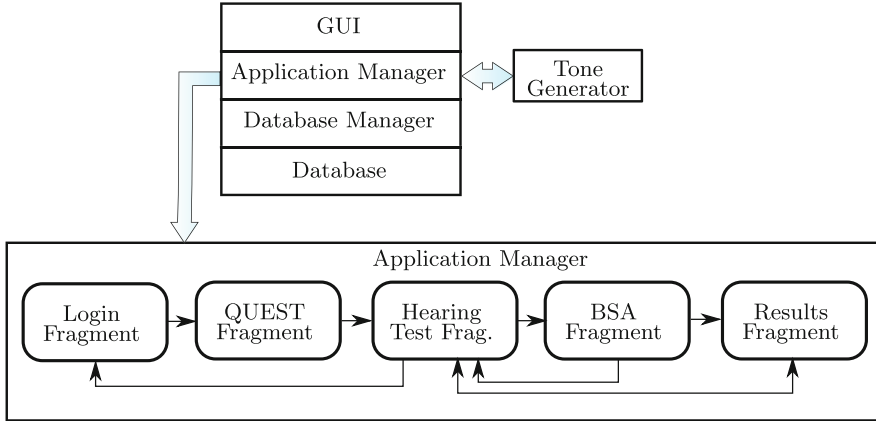 GUI
Application Manager
Tone
Generator
Database Manager
Database
Application Manager
Login
Fragment
QUEST
Fragment
Hearing
Test Frag.
BSA
Fragment
Results
Fragment